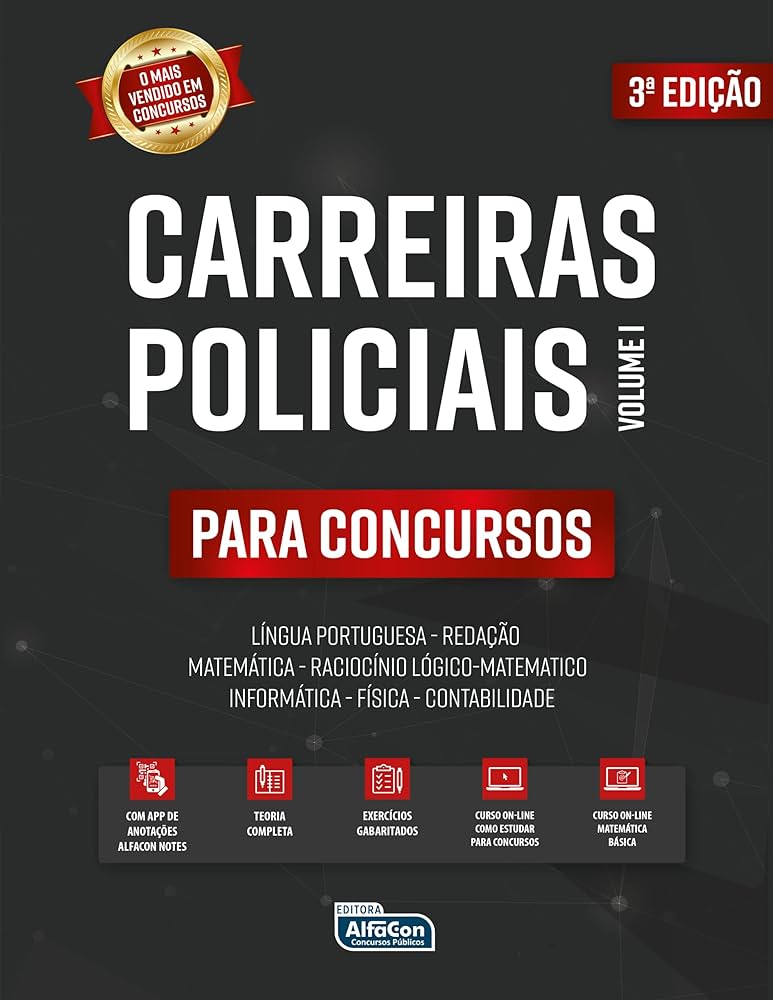 O MAIS
VENDIDO EM
CONCURSOS
3ª EDIÇÃO
CARREIRAS
POLICIAIS
VOLUME I
PARA CONCURSOS
LÍNGUA PORTUGUESA - REDAÇÃO
MATEMÁTICA - RACIOCÍNIO LÓGICO-MATEMATICO
INFORMÁTICA - FÍSICA - CONTABILIDADE
COM APP DE
ANOTAÇÕES
ALFACON NOTES
TEORIA
COMPLETA
EXERCÍCIOS
GABARITADOS
CURSO ON-LINE
COMO ESTUDAR
PARA CONCURSOS
CURSO ON-LINE
MATEMÁTICA
BÁSICA
EDITORA
AlfaCon
Concursos Públicos